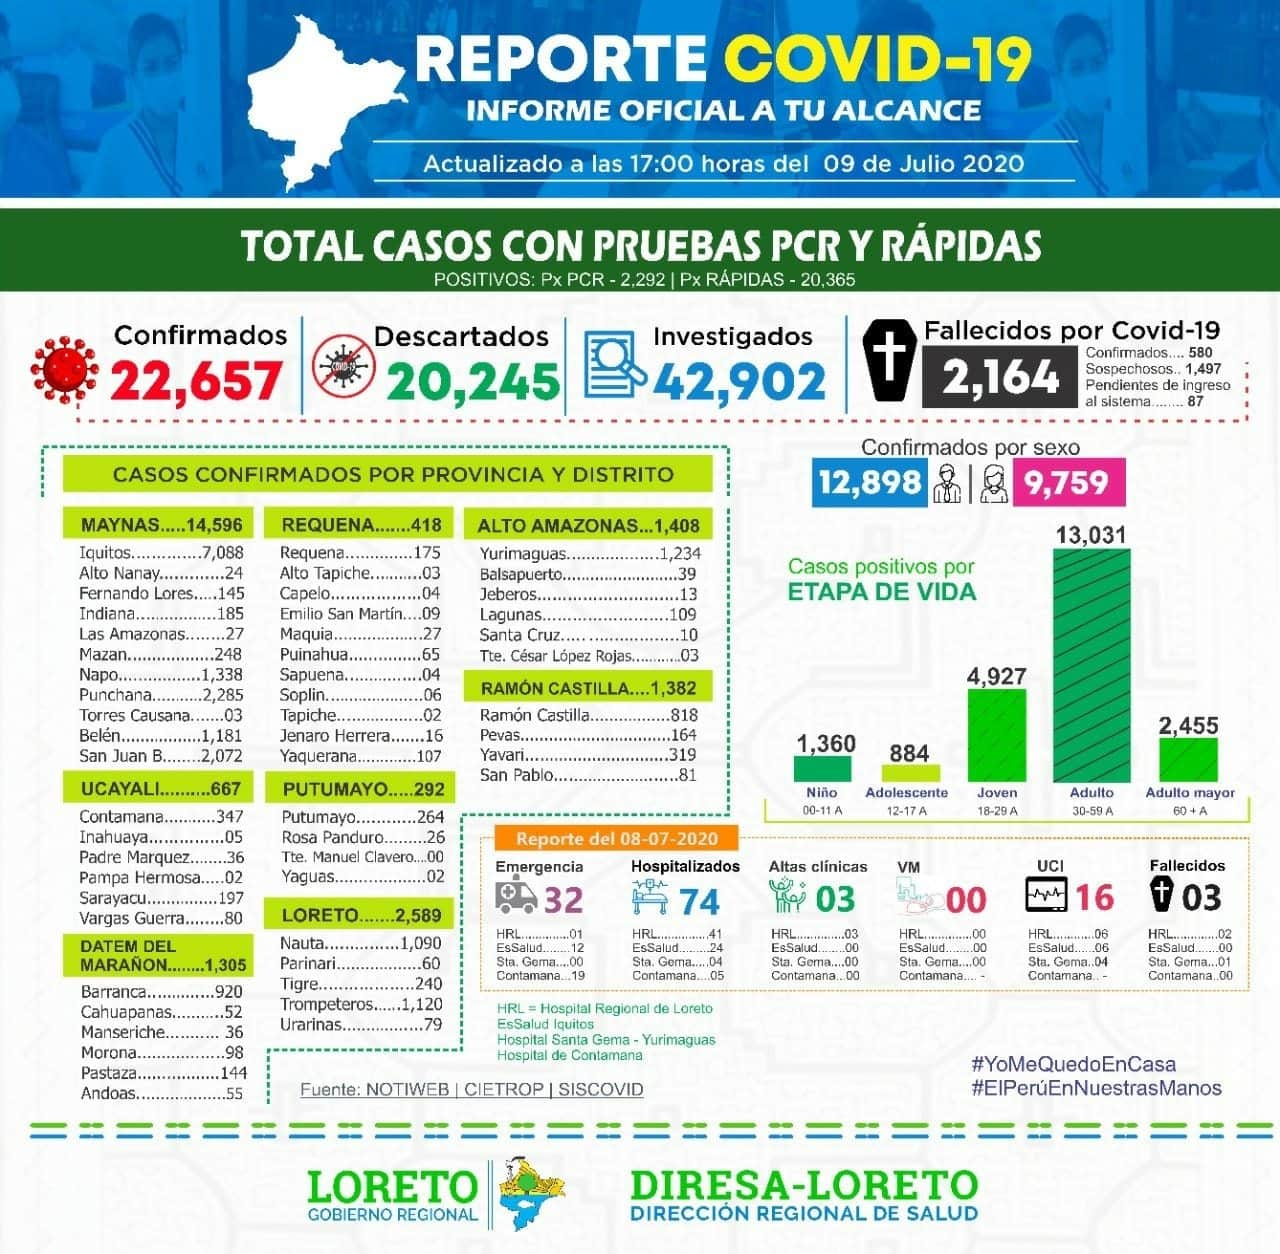 REPORTE COVID-19
INFORME OFICIAL A TU ALCANCE
Actualizado a las 17:00 horas del 09 de Julio 2020
TOTAL CASOS CON PRUEBAS PCR Y RÁPIDAS
POSITIVOS: Px PCR - 2,292 | Px RÁPIDAS - 20,365
Confirmados
22,657
COVID-19
Descartados
20,245
Investigados
42,902
Fallecidos por Covid-19
2,164
Confirmados.... 580
Sospechosos.. 1,497
Pendientes de ingreso
al sistema........ 87
CASOS CONFIRMADOS POR PROVINCIA Y DISTRITO
MAYNAS.....14,596
Iquitos............7,088
Alto Nanay..............24
Fernando Lores.....145
Indiana..................185
Las Amazonas........27
Mazan..................248
Napo..................1,338
Punchana...........2,285
Torres Causana.......03
Belén..................1,181
San Juan B.........2,072
UCAYALI..........667
Contamana............347
Inahuaya................05
Padre Marquez.......36
Pampa Hermosa.....02
Sarayacu...............197
Vargas Guerra........80
DATEM DEL
MARAÑON........1,305
Barranca..............920
Cahuapanas...........52
Manseriche............ 36
Morona...................98
Pastaza..................144
Andoas....................55
REQUENA.......418
Requena.............175
Alto Tapiche..........03
Capelo..................04
Emilio San Martín...09
Maquia..................27
Puinahua...............65
Sapuena................04
Soplin...................06
Tapiche.................02
Jenaro Herrera......16
Yaquerana...........107
PUTUMAYO.....292
Putumayo............264
Rosa Panduro.......26
Tte. Manuel Clavero....00
Yaguas..................02
LORETO.......2,589
Nauta................1,090
Parinari..................60
Tigre....................240
Trompeteros......1,120
Urarinas................79
ALTO AMAZONAS...1,408
Yurimaguas...............1,234
Balsapuerto..................39
Jeberos.......................13
Lagunas....................109
Santa Cruz..................10
Tte. César López Rojas...........03
RAMÓN CASTILLA....1,382
Ramón Castilla..............818
Pevas.........................164
Yavari.........................319
San Pablo.....................81
Confirmados por sexo
12,898
9,759
Casos positivos por
ETAPA DE VIDA
1,360
884
4,927
13,031
2,455
Niño
Adolescente
Joven
Adulto
Adulto mayor
00-11 A
12-17 A
18-29 A
30-59 A
60 + A
Reporte del 08-07-2020
Emergencia
32
HRL............01
EsSalud........12
Sta. Gema....00
Contamana...19
Hospitalizados
74
HRL............41
EsSalud........24
Sta. Gema....04
Contamana....05
Altas clínicas
03
HRL............03
EsSalud........00
Sta. Gema....00
Contamana...00
VM
00
HRL............00
EsSalud........00
Sta. Gema....00
Contamana.... -
UCI
16
HRL............06
EsSalud........06
Sta. Gema..04
Contamana.. -
Fallecidos
03
HRL............02
EsSalud........00
Sta. Gema....01
Contamana..00
HRL = Hospital Regional de Loreto
EsSalud Iquitos
Hospital Santa Gema - Yurimaguas
Hospital de Contamana
#YoMeQuedoEnCasa
#ElPerúEnNuestrasManos
Fuente: NOTIWEB | CIETROP | SISCOVID
LORETO
GOBIERNO REGIONAL
DIRESA-LORETO
DIRECCIÓN REGIONAL DE SALUD